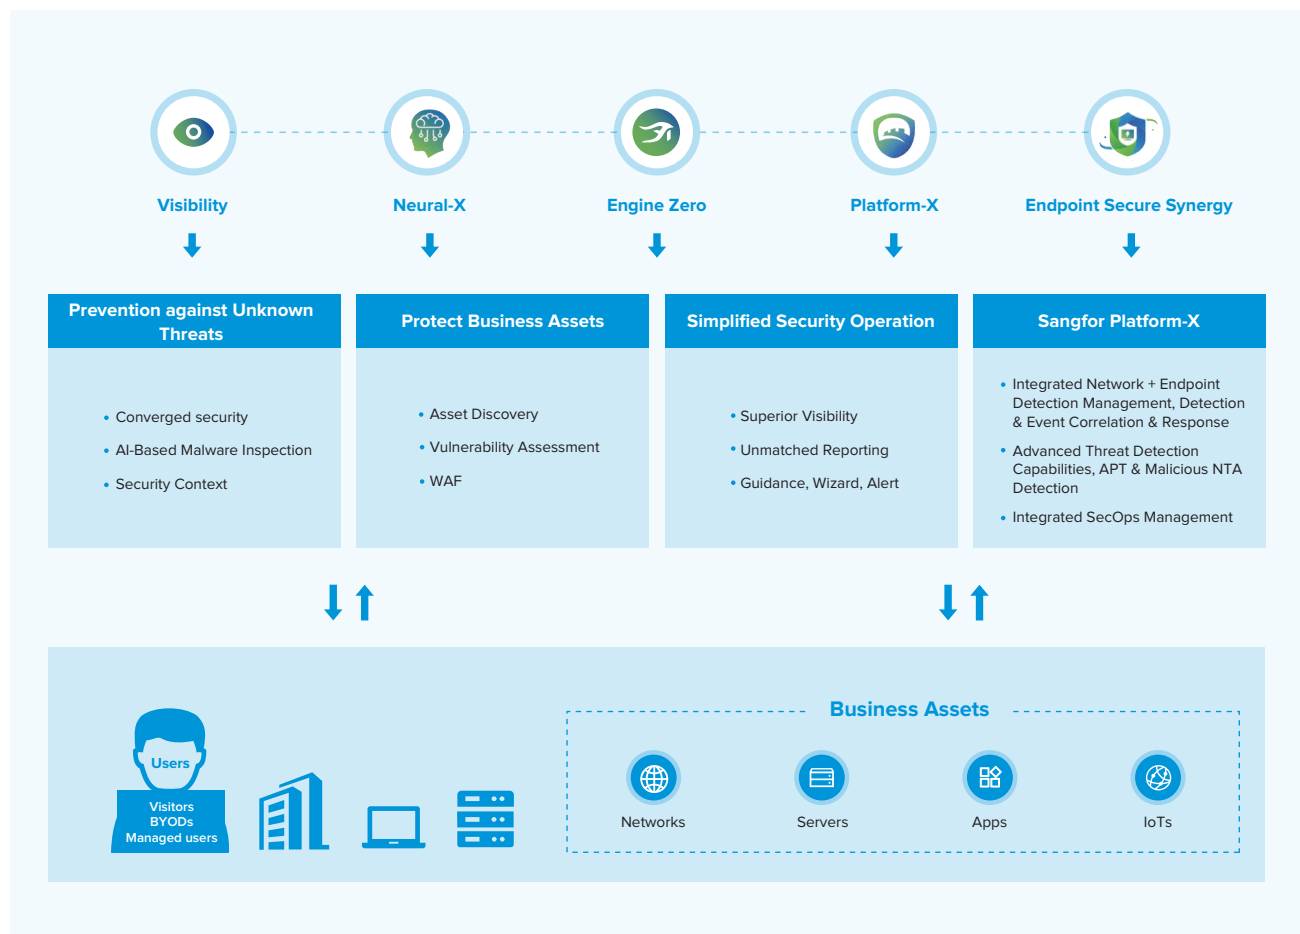 Visibility
Neural-X
Engine Zero
Platform-X
Endpoint Secure Synergy
Prevention against Unknown
Threats
• Converged security
• AI-Based Malware Inspection
• Security Context
Protect Business Assets
• Asset Discovery
• Vulnerability Assessment
• WAF
Simplified Security Operation
• Superior Visibility
• Unmatched Reporting
• Guidance, Wizard, Alert
Sangfor Platform-X
• Integrated Network + Endpoint
Detection Management, Detection
& Event Correlation & Response
• Advanced Threat Detection
Capabilities, APT & Malicious NTA
Detection
• Integrated SecOps Management
Users
Visitors
BYODs
Managed users
Business Assets
Networks
Servers
Apps
IoTs